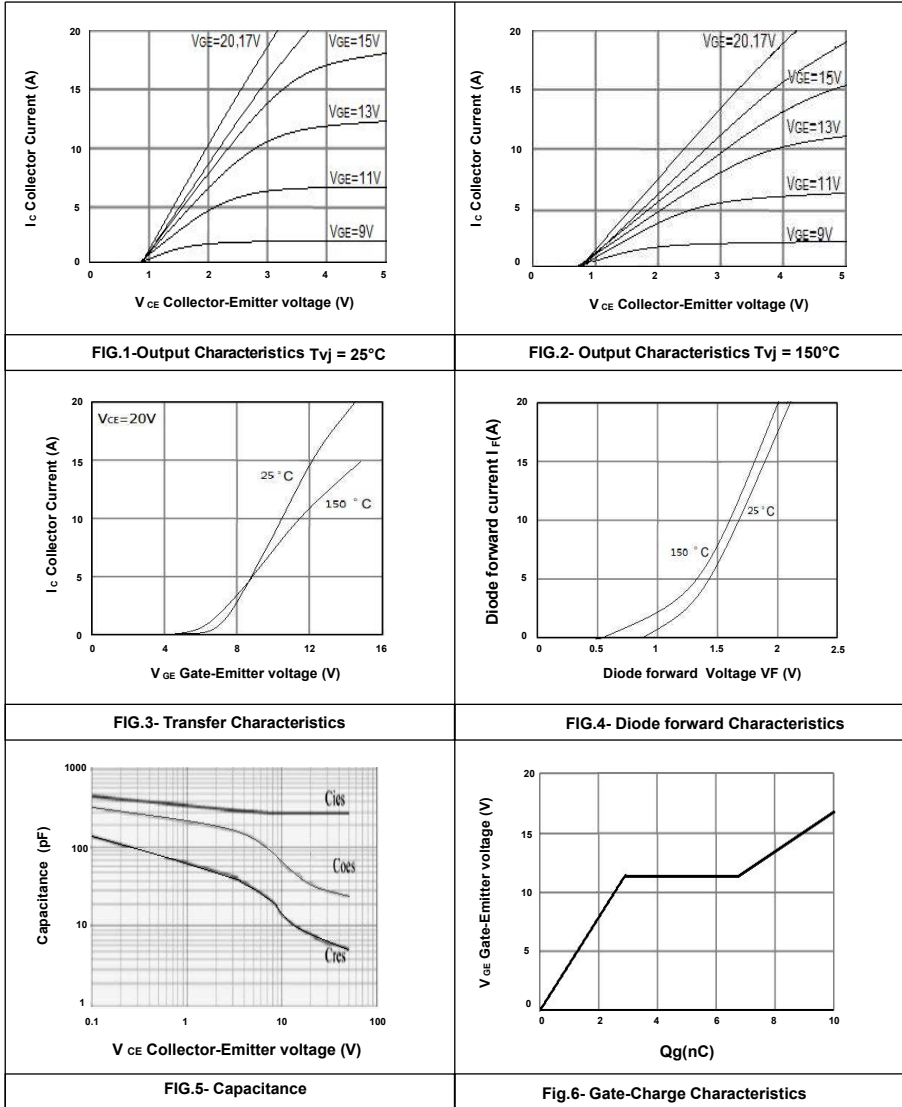 I C Collector Current (A)
20
15
10
5
0
VGE=20,17V
VGE=15V
VGE=13V
VGE=11V
VGE=9V
0 1 2 3 4 5
V CE Collector-Emitter voltage (V)
FIG.1-Output Characteristics Tvj = 25°C
I C Collector Current (A)
20
15
10
5
0
VGE=20,17V
VGE=15V
VGE=13V
VGE=11V
VGE=9V
0 1 2 3 4 5
V CE Collector-Emitter voltage (V)
FIG.2- Output Characteristics Tvj = 150°C
I C Collector Current (A)
20
15
10
5
0
VCE=20V
25°C
150 °C
0 4 8 12 16
V GE Gate-Emitter voltage (V)
FIG.3- Transfer Characteristics
Diode forward current I F(A)
20
15
10
5
0
150 °C
25°C
0 0.5 1.0 1.5 2.0 2.5
Diode forward Voltage VF (V)
FIG.4- Diode forward Characteristics
Capacitance (pF)
1000
100
10
1
Cies
Coes
Cres
0.1 1 10 100
V CE Collector-Emitter voltage (V)
FIG.5- Capacitance
V GE Gate-Emitter voltage (V)
20
15
10
5
0
0 2 4 6 8 10
Qg(nC)
Fig.6- Gate-Charge Characteristics